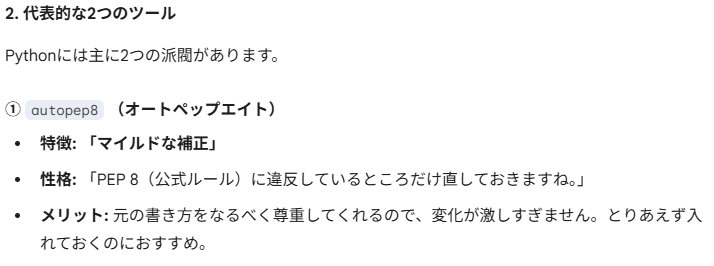 2. 代表的な2つのツール
Pythonには主に2つの派閥があります。
① autopep8 （オートペップエイト）
• 特徴: 「マイルドな補正」
• 性格: 「PEP 8（公式ルール）に違反しているところだけ直しておきますね。」
• メリット: 元の書き方をなるべく尊重してくれるので、変化が激しすぎません。とりあえず入
れておくのにおすすめ。